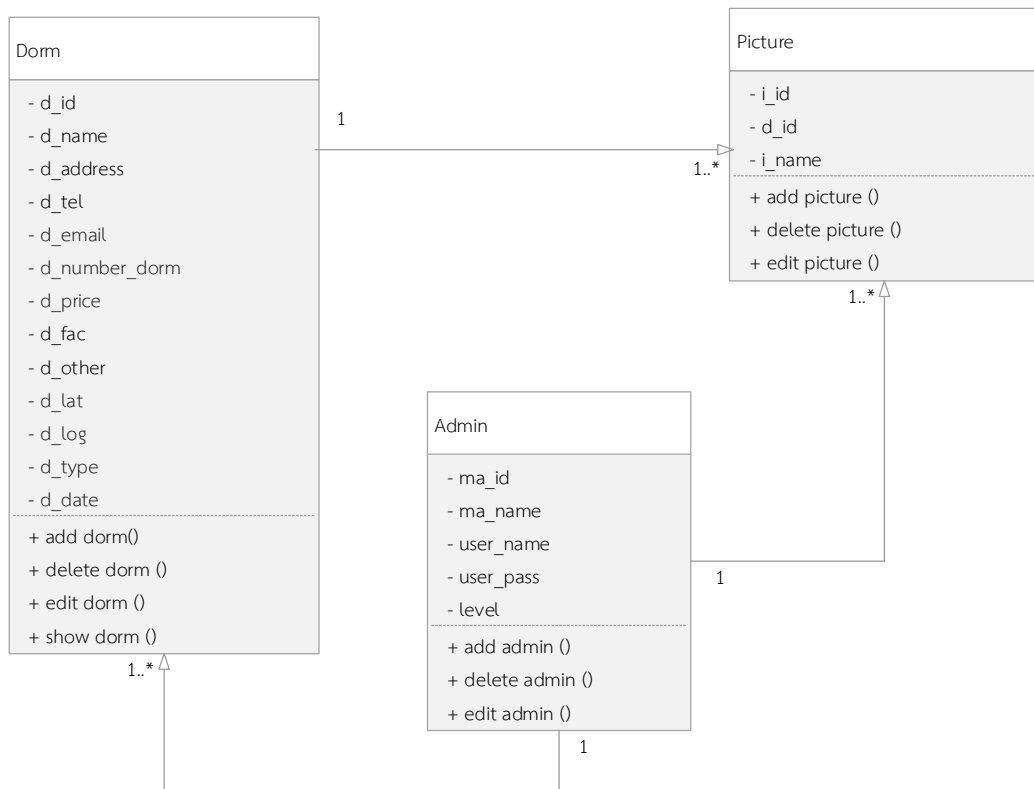 Dorm
- d_id
- d_name
- d_address
- d_tel
- d_email
- d_number_dorm
- d_price
- d_fac
- d_other
- d_lat
- d_log
- d_type
- d_date
+ add dorm()
+ delete dorm ()
+ edit dorm ()
+ show dorm ()
1..*
1
1..*
Picture
- i_id
- d_id
- i_name
+ add picture ()
+ delete picture ()
+ edit picture ()
1..*
Admin
- ma_id
- ma_name
- user_name
- user_pass
- level
+ add admin ()
+ delete admin ()
+ edit admin ()
1
1